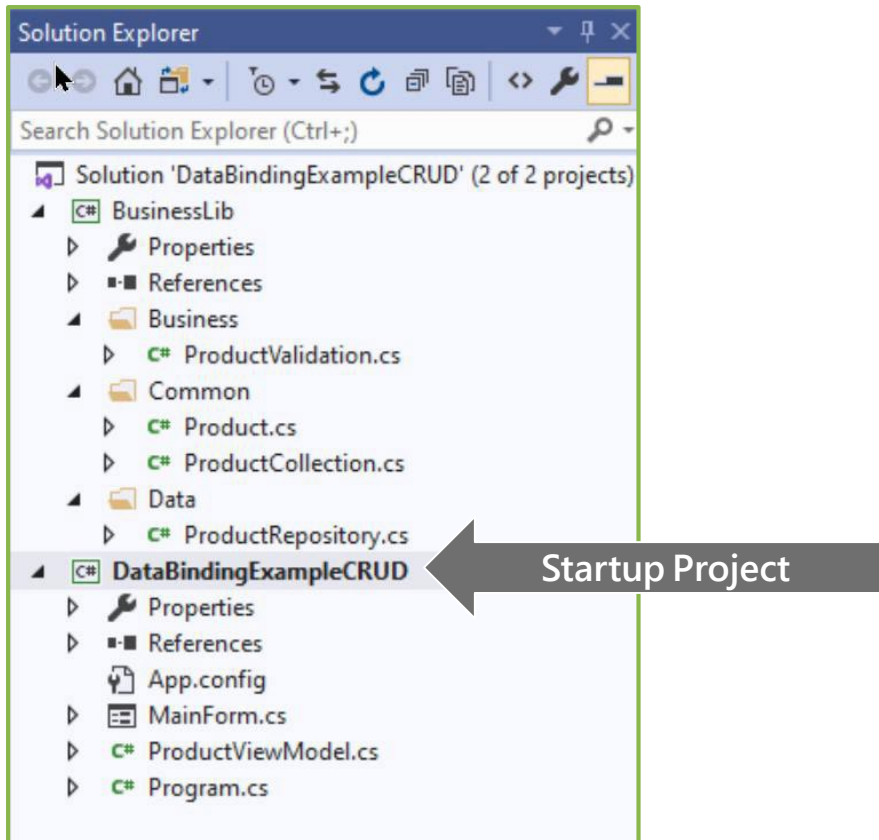 Solution Explorer
Search Solution Explorer (Ctrl+;)
Solution 'DataBindingExampleCRUD' (2 of 2 projects)
C# BusinessLib
Properties
References
Business
C# ProductValidation.cs
Common
C# Product.cs
C# ProductCollection.cs
Data
C# ProductRepository.cs
C# DataBindingExampleCRUD
Startup Project
Properties
References
App.config
MainForm.cs
C# ProductViewModel.cs
C# Program.cs